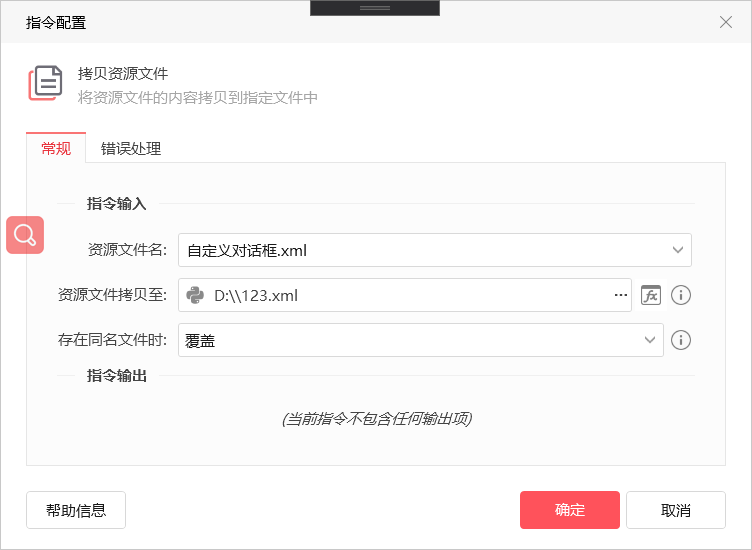 指令配置
拷贝资源文件
将资源文件的内容拷贝到指定文件中
常规 错误处理
指令输入
资源文件名: 自定义对话框.xml
资源文件拷贝至: D:\\123.xml ··· fx
存在同名文件时: 覆盖
指令输出
(当前指令不包含任何输出项)
帮助信息 确定 取消